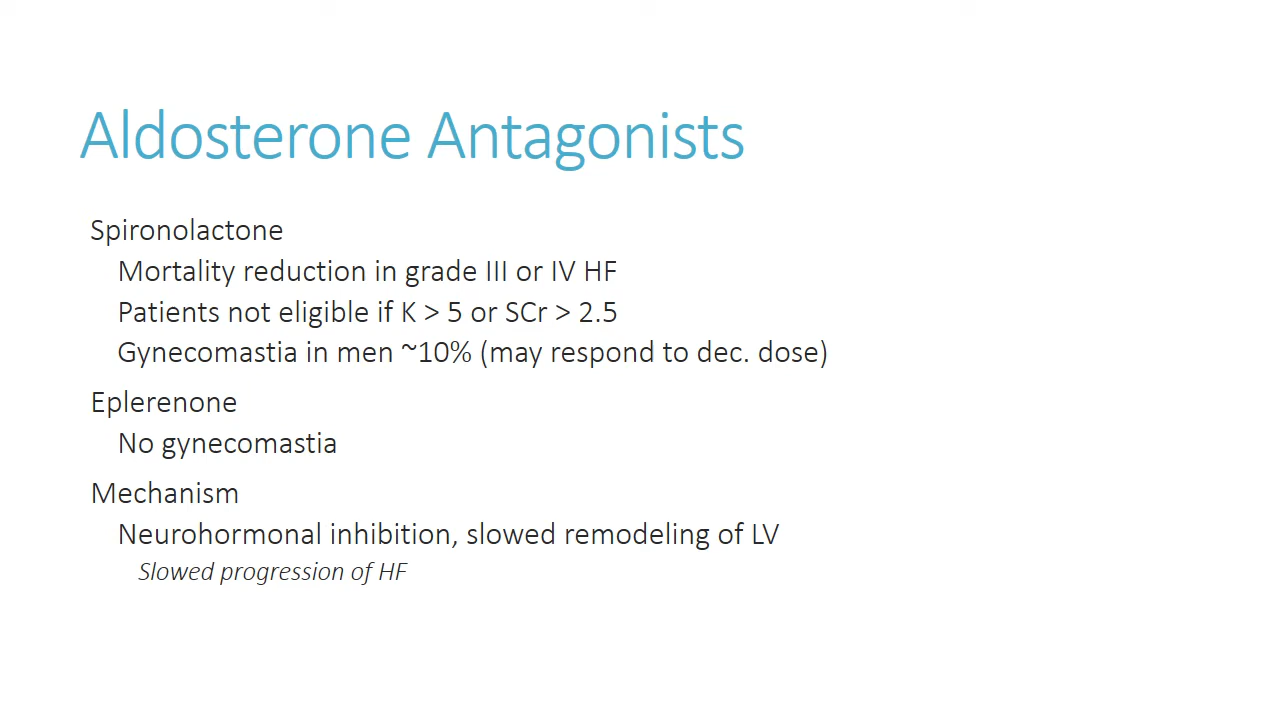 Aldosterone Antagonists
Spironolactone
Mortality reduction in grade III or IV HF
Patients not eligible if K > 5 or SCr > 2.5
Gynecomastia in men ~10% (may respond to dec. dose)
Eplerenone
No gynecomastia
Mechanism
Neurohormonal inhibition, slowed remodeling of LV
Slowed progression of HF